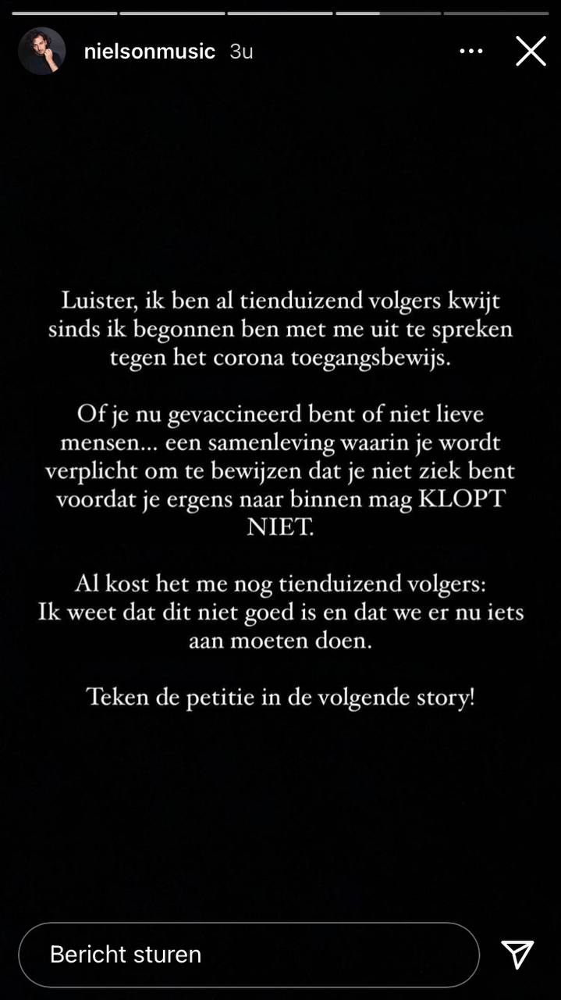 nielsonmusic 3u
Luister, ik ben al tienduizend volgers kwijt
sinds ik begonnen ben met me uit te spreken
tegen het corona toegangsbewijs.
Of je nu gevaccineerd bent of niet lieve
mensen... een samenleving waarin je wordt
verplicht om te bewijzen dat je niet ziek bent
voordat je ergens naar binnen mag KLOPT
NIET.
Al kost het me nog tienduizend volgers:
Ik weet dat dit niet goed is en dat we er nu iets
aan moeten doen.
Teken de petitie in de volgende story!
Bericht sturen